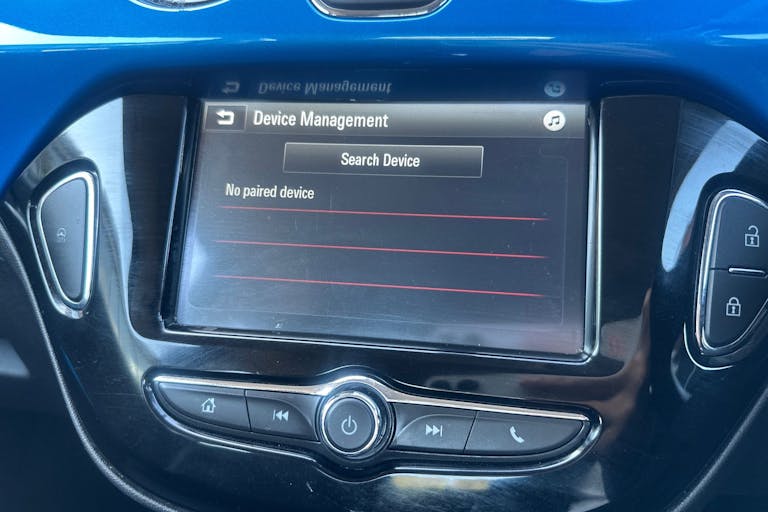 Device Management
Search Device
No paired device